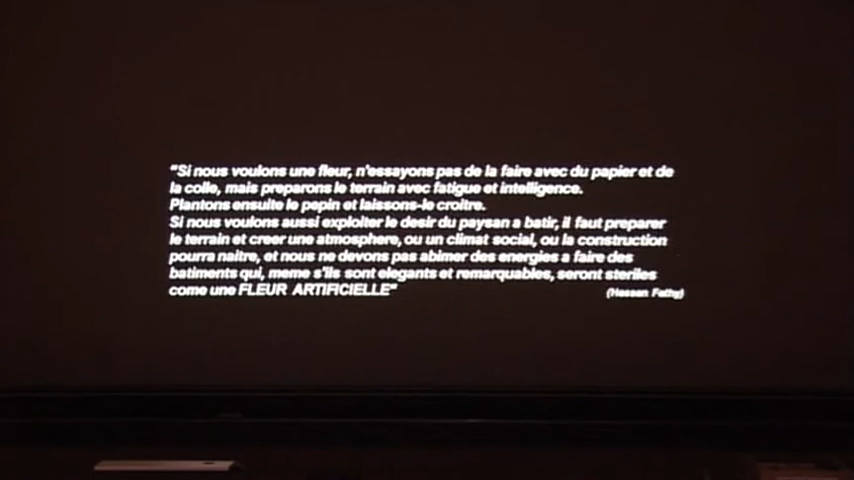 "Si nous voulons une fleur, n'essayons pas de la faire avec du papier et de
la colle, mais preparons le terrain avec fatigue et intelligence.
Plantons ensuite le pepin et laissons-le croitre.
Si nous voulons aussi exploiter le desir du paysan a batir, il faut preparer
le terrain et creer une atmosphere, ou un climat social, ou la construction
pourra naitre, et nous ne devons pas abimer des energies a faire des
batiments qui, meme s'ils sont elegants et remarquables, seront steriles
come une FLEUR ARTIFICIELLE"
(Hassan Fathy)